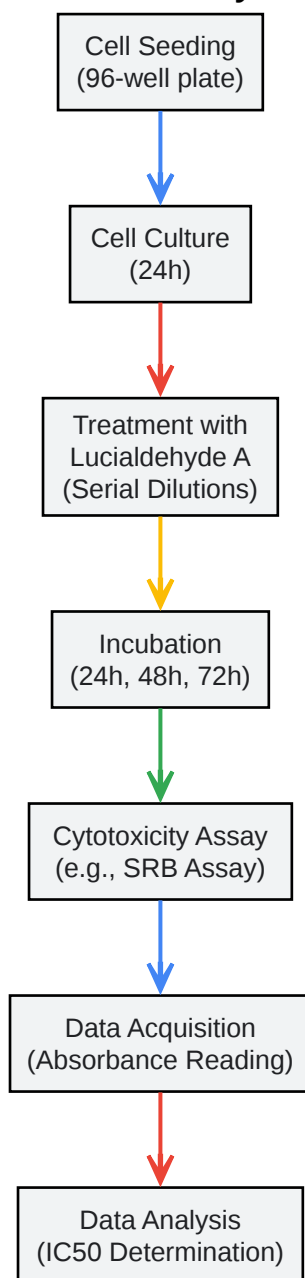 Cell Seeding
(96-well plate)
Cell Culture
(24h)
Treatment with
Lucialdehyde A
(Serial Dilutions)
Incubation
(24h, 48h, 72h)
Cytotoxicity Assay
(e.g., SRB Assay)
Data Acquisition
(Absorbance Reading)
Data Analysis
(IC50 Determination)